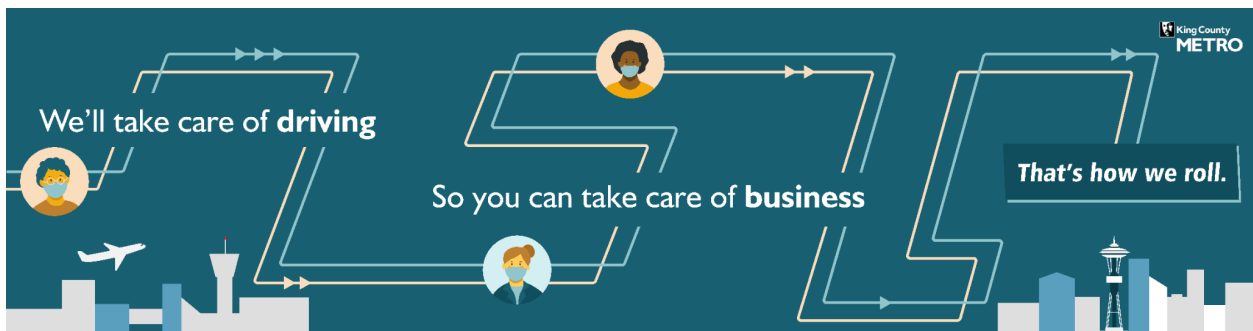 King County
METRO
We'll take care of driving
So you can take care of business
That's how we roll.